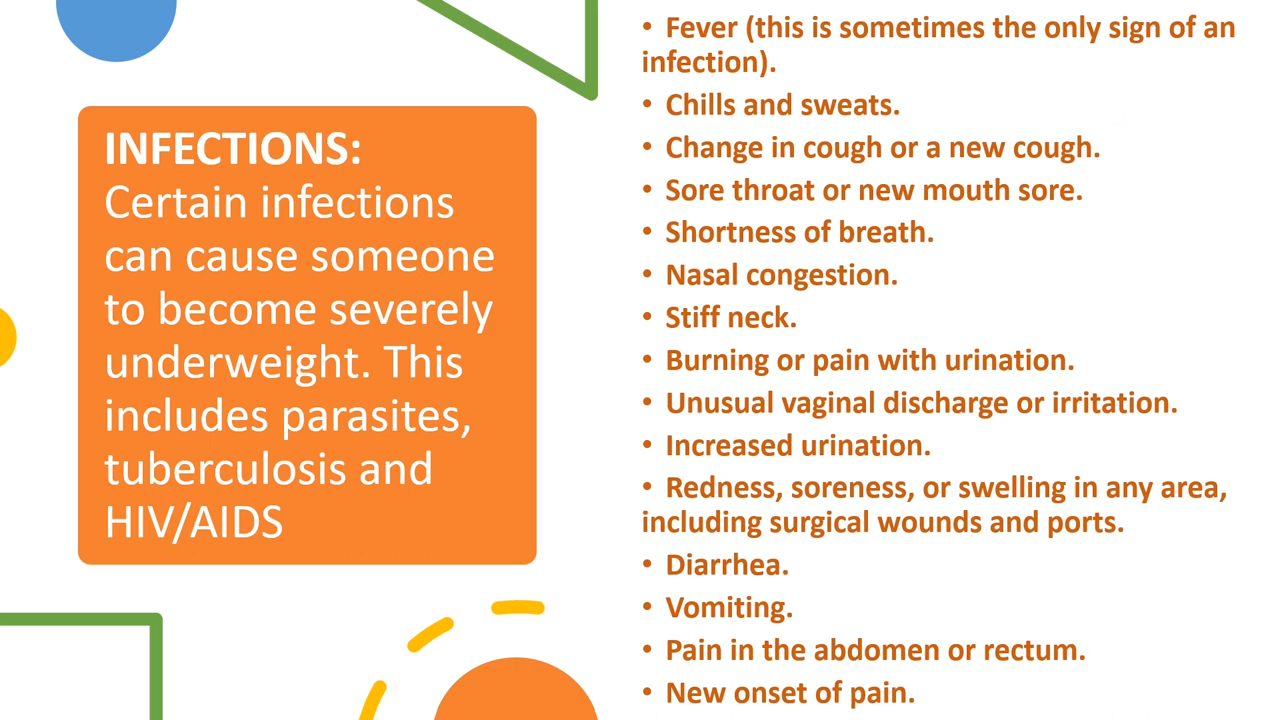 INFECTIONS:
Certain infections
can cause someone
to become severely
underweight. This
includes parasites,
tuberculosis and
HIV/AIDS
• Fever (this is sometimes the only sign of an
infection).
• Chills and sweats.
• Change in cough or a new cough.
• Sore throat or new mouth sore.
• Shortness of breath.
• Nasal congestion.
• Stiff neck.
• Burning or pain with urination.
• Unusual vaginal discharge or irritation.
• Increased urination.
• Redness, soreness, or swelling in any area,
including surgical wounds and ports.
• Diarrhea.
• Vomiting.
• Pain in the abdomen or rectum.
• New onset of pain.